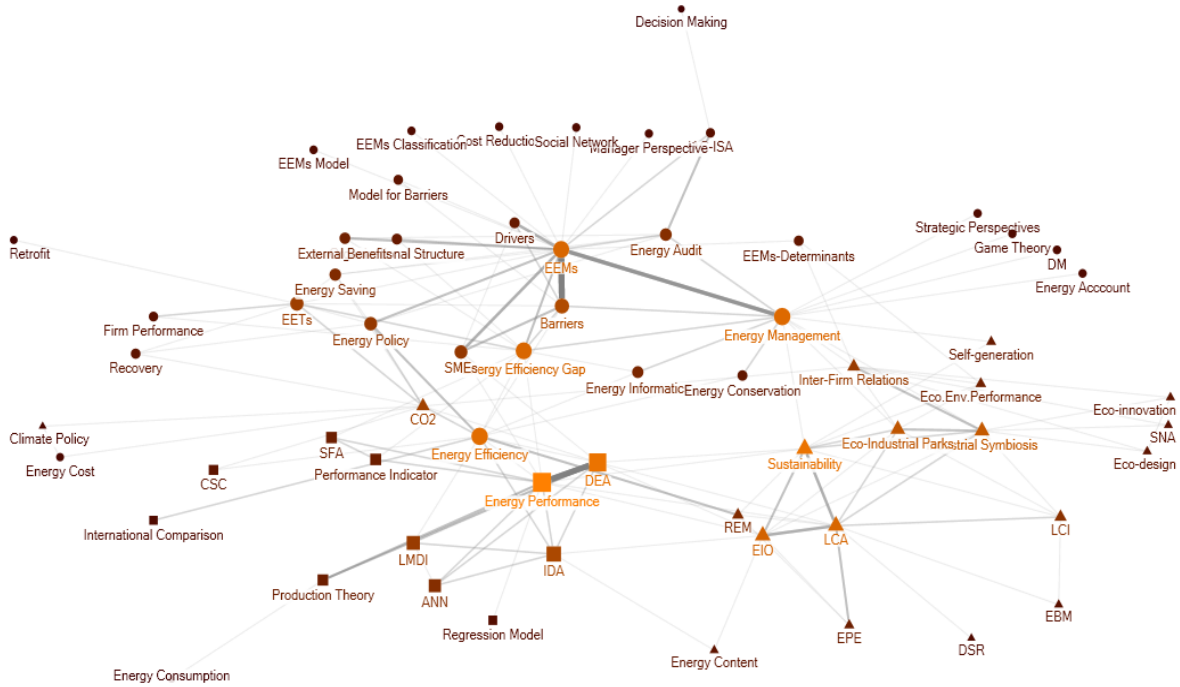 Decision Making
EEMs Classification
Cost Reductio
Social Network
Manager Perspective-ISA
EEMs Model
Model for Barriers
Drivers
Strategic Perspectives
Game Theory
External_Benefits
nal Structure
Energy Audit
EEMs-Determinants
Retrofit
EEMs
DM
Energy Acccount
Energy Saving
EETs
Barriers
Firm Performance
Energy Policy
Energy Management
Recovery
SMEs
ergy Efficiency Gap
Energy Informatic
Energy Conservation
Self-generation
Inter-Firm Relations
Eco.Env.Performance
Eco-innovation
CO2
Climate Policy
SNA
SFA
Energy Efficiency
Eco-Industrial Parks
strial Symbiosis
Energy Cost
Performance Indicator
Sustainability
Eco-design
CSC
DEA
Energy Performance
International Comparison
REM
EIO
LCA
LCI
LMDI
IDA
Production Theory
ANN
EBM
Regression Model
EPE
DSR
Energy Content
Energy Consumption